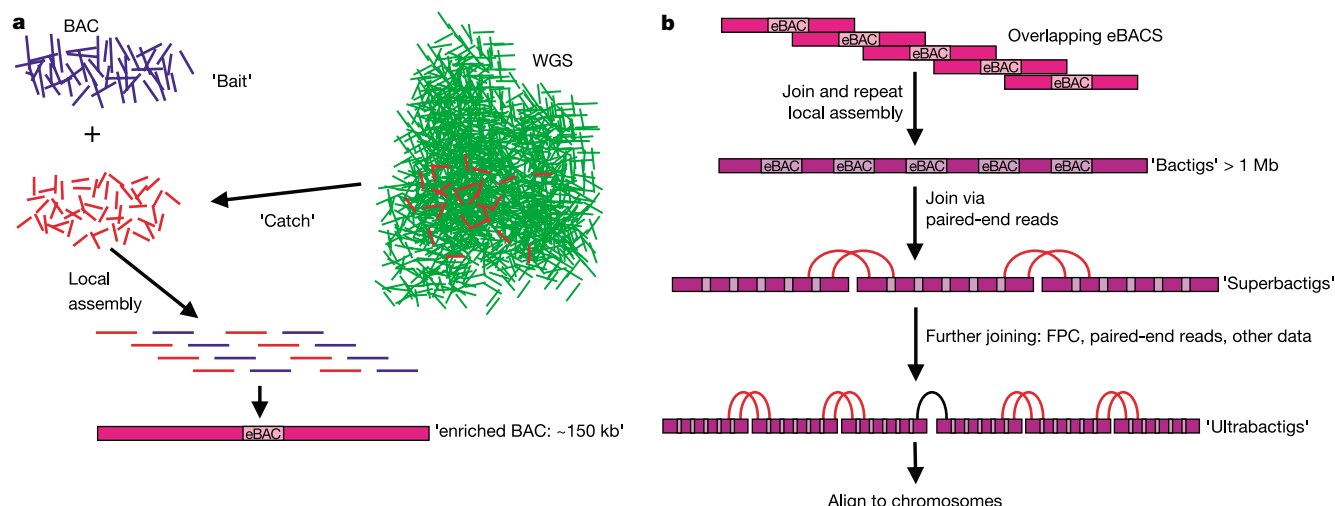 a
BAC
'Bait'
WGS
+
'Catch'
Local
assembly
eBAC
'enriched BAC: ~150 kb'
b
eBAC
eBAC
eBAC
eBAC
eBAC
Overlapping eBACS
Join and repeat
local assembly
eBAC eBAC eBAC eBAC eBAC
'Bactigs' > 1 Mb
Join via
paired-end reads
'Superbactigs'
Further joining: FPC, paired-end reads, other data
'Ultrabactigs'
Align to chromosomes